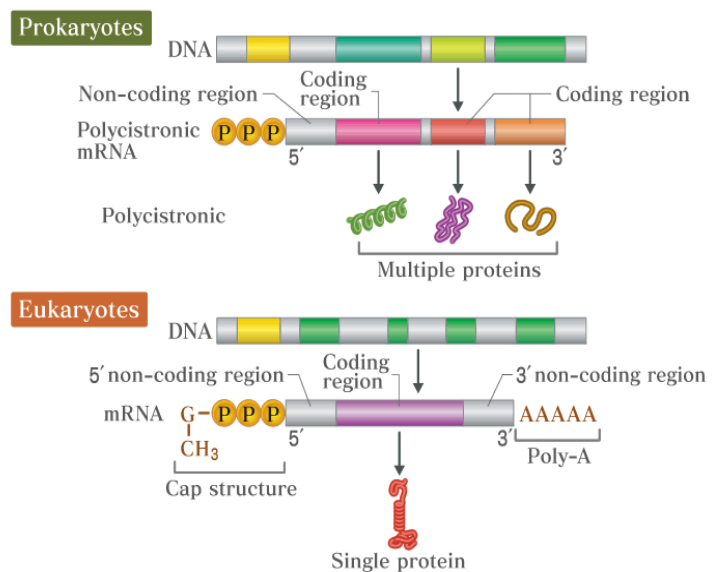 Prokaryotes
DNA
Non-coding region
Coding
region
Coding region
Polycistronic
mRNA
P P P
5′
3′
Polycistronic
Multiple proteins
Eukaryotes
DNA
5′ non-coding region
Coding
region
3′ non-coding region
mRNA
G P P P
CH₃
5′
3′
AAAAA
Cap structure
Poly-A
Single protein